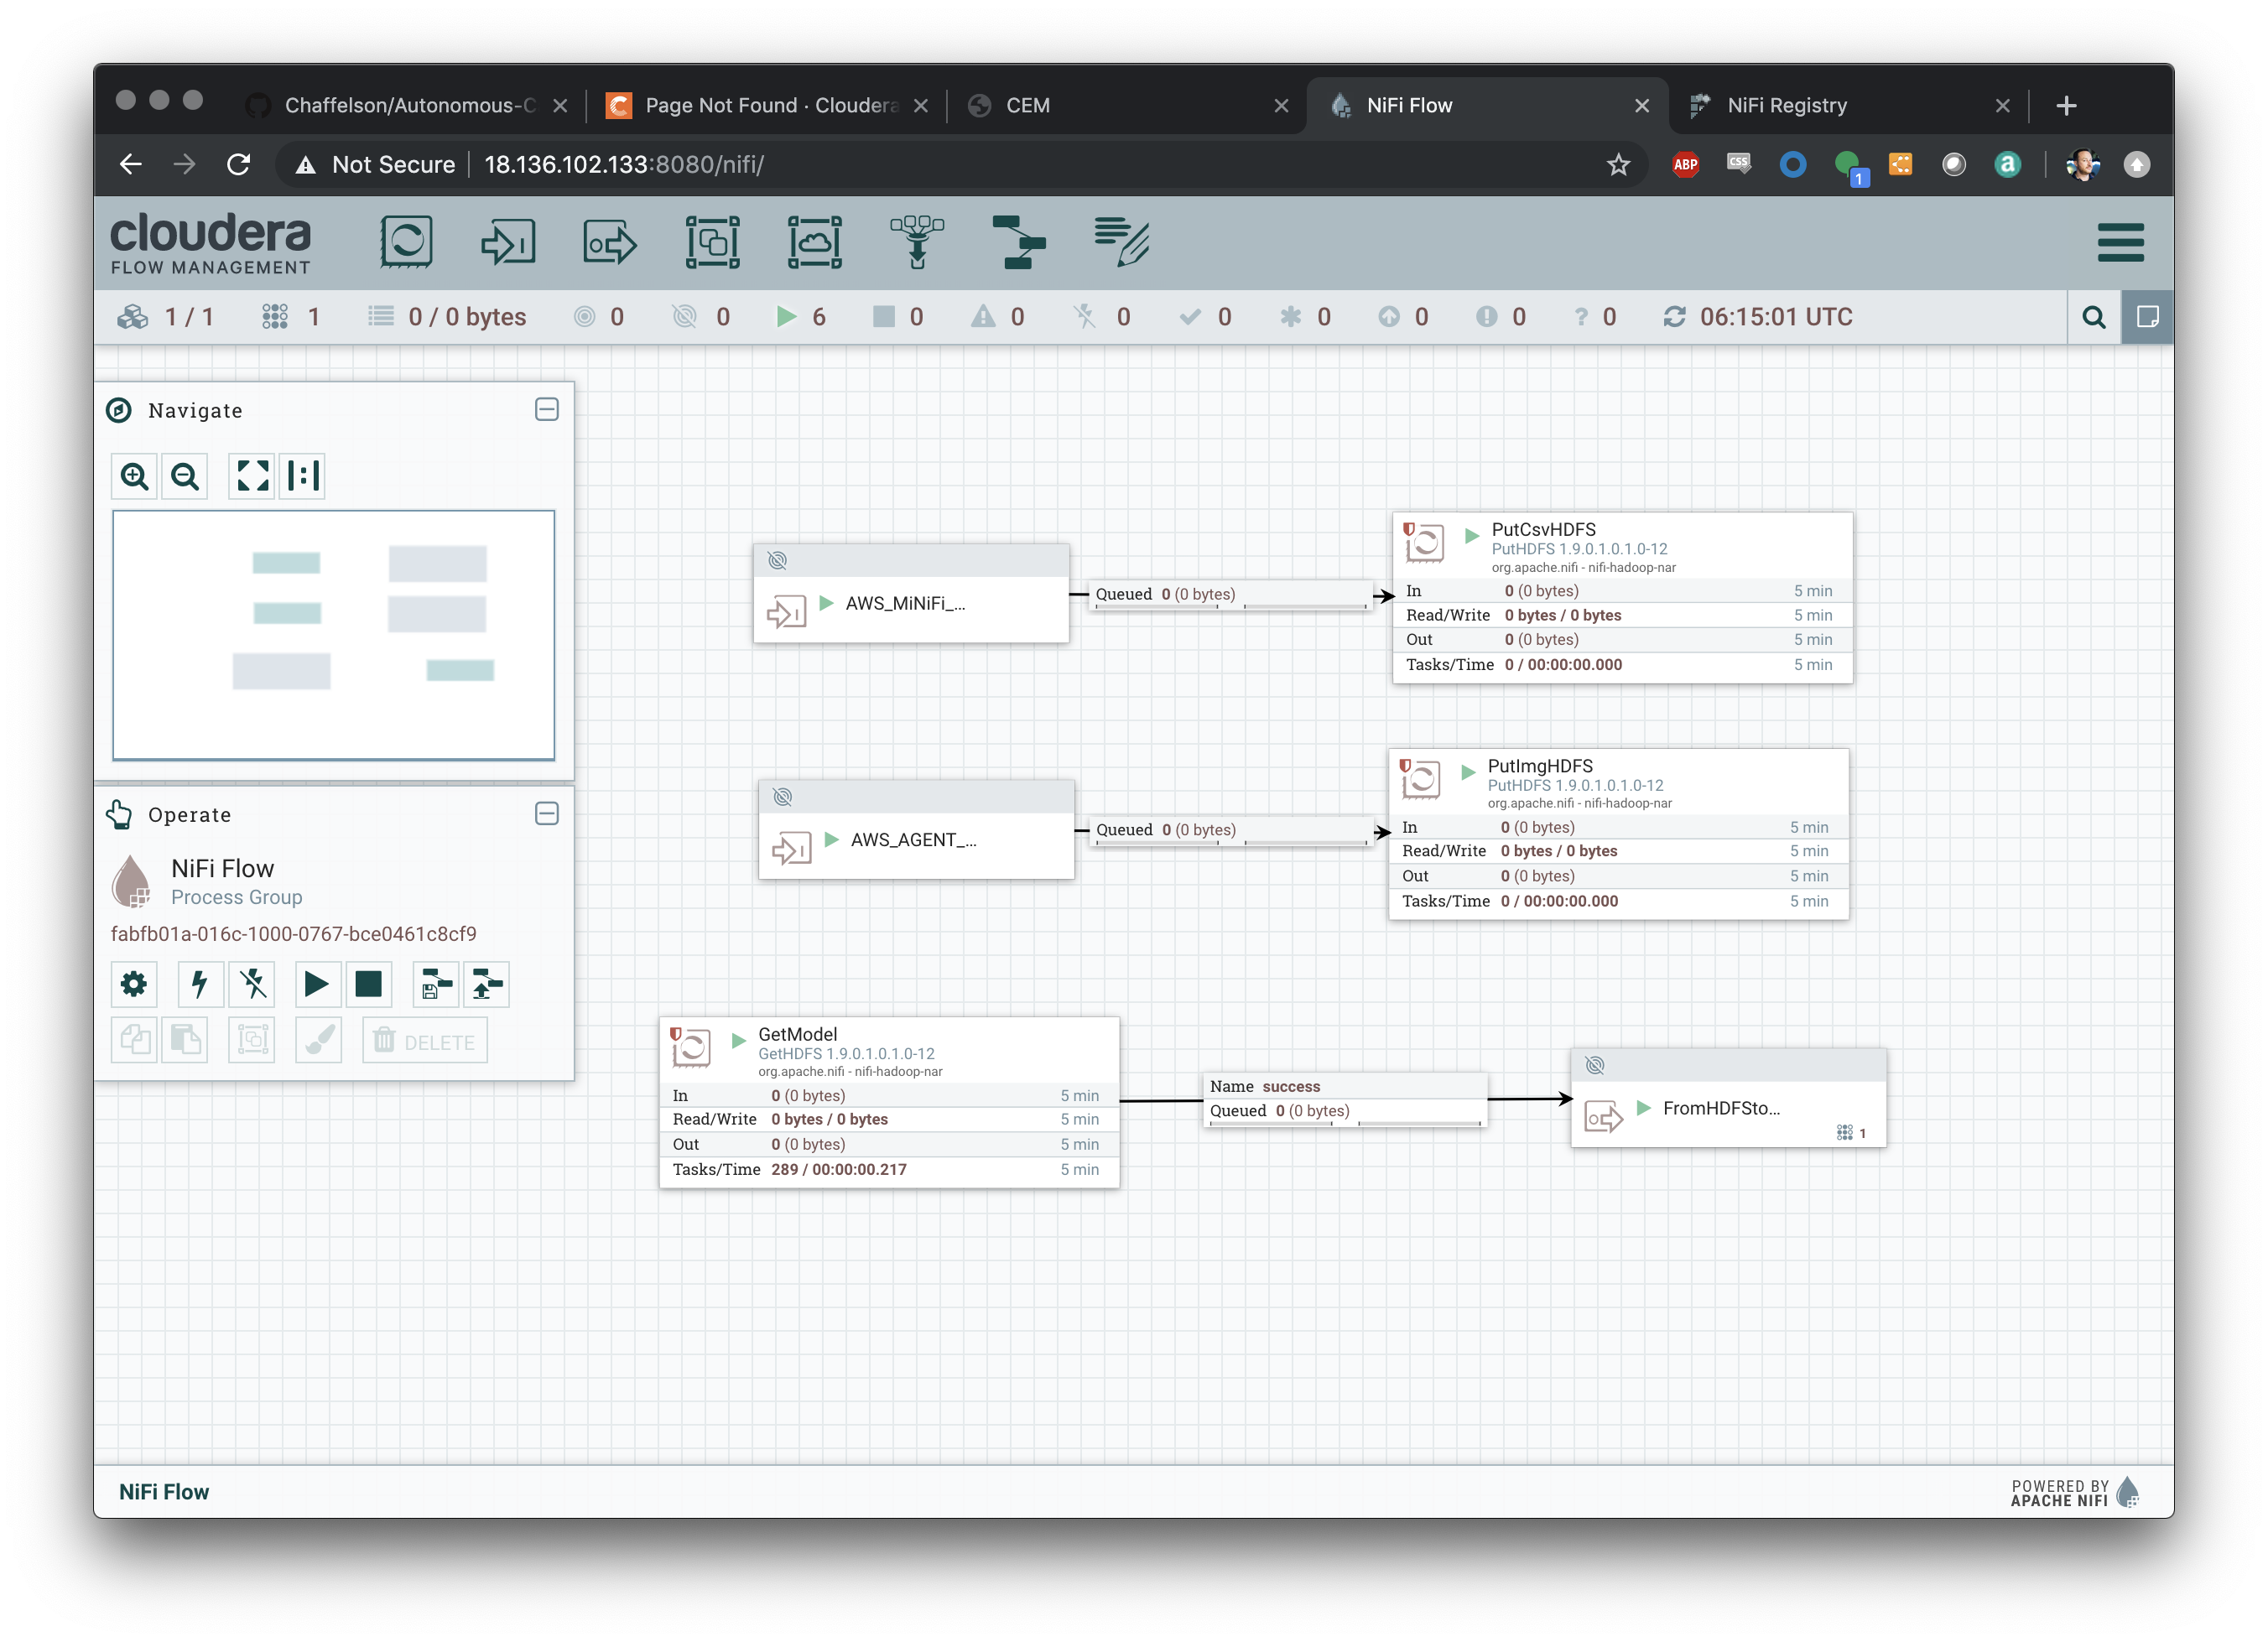 Chaffelson/Autonomous-C
Page Not Found · Cloudera
CEM
NiFi Flow
NiFi Registry
Not Secure
18.136.102.133:8080/nifi/
ABP
CSS
1
a
cloudera
FLOW MANAGEMENT
1 / 1
1
0 / 0 bytes
0
0
6
0
0
0
0
0
0
0
? 0
06:15:01 UTC
Navigate
Operate
NiFi Flow
Process Group
fabfb01a-016c-1000-0767-bce0461c8cf9
DELETE
AWS_MiNiFi_...
Queued 0 (0 bytes)
PutCsvHDFS
PutHDFS 1.9.0.1.0.1.0-12
org.apache.nifi - nifi-hadoop-nar
In 0 (0 bytes) 5 min
Read/Write 0 bytes / 0 bytes 5 min
Out 0 (0 bytes) 5 min
Tasks/Time 0 / 00:00:00.000 5 min
AWS_AGENT_...
Queued 0 (0 bytes)
PutImgHDFS
PutHDFS 1.9.0.1.0.1.0-12
org.apache.nifi - nifi-hadoop-nar
In 0 (0 bytes) 5 min
Read/Write 0 bytes / 0 bytes 5 min
Out 0 (0 bytes) 5 min
Tasks/Time 0 / 00:00:00.000 5 min
GetModel
GetHDFS 1.9.0.1.0.1.0-12
org.apache.nifi - nifi-hadoop-nar
In 0 (0 bytes) 5 min
Read/Write 0 bytes / 0 bytes 5 min
Out 0 (0 bytes) 5 min
Tasks/Time 289 / 00:00:00.217 5 min
Name success
Queued 0 (0 bytes)
FromHDFSto...
1
NiFi Flow
POWERED BY
APACHE NIFI